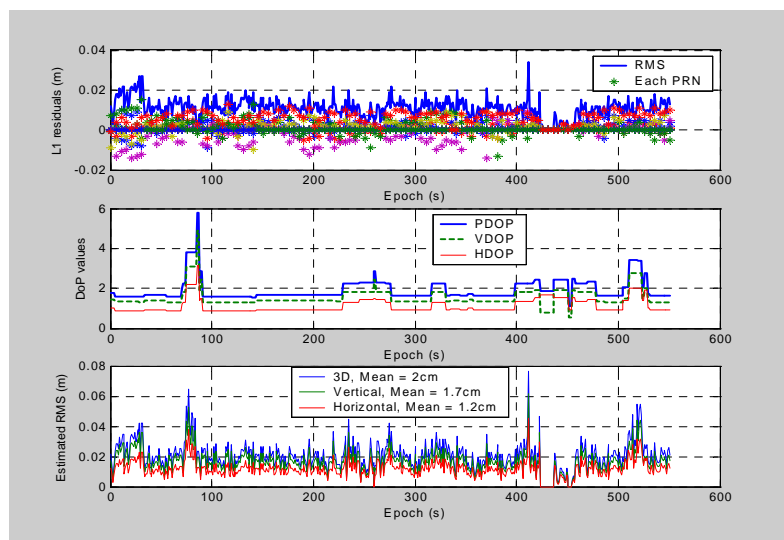 0.04
0.02
0
-0.02
L1 residuals (m)
RMS
Each PRN
0 100 200 300 400 500 600
Epoch (s)
6
4
2
0
DoP values
PDOP
VDOP
HDOP
0 100 200 300 400 500 600
Epoch (s)
0.08
0.06
0.04
0.02
0
Estimated RMS (m)
3D, Mean = 2cm
Vertical, Mean = 1.7cm
Horizontal, Mean = 1.2cm
0 100 200 300 400 500 600
Epoch (s)